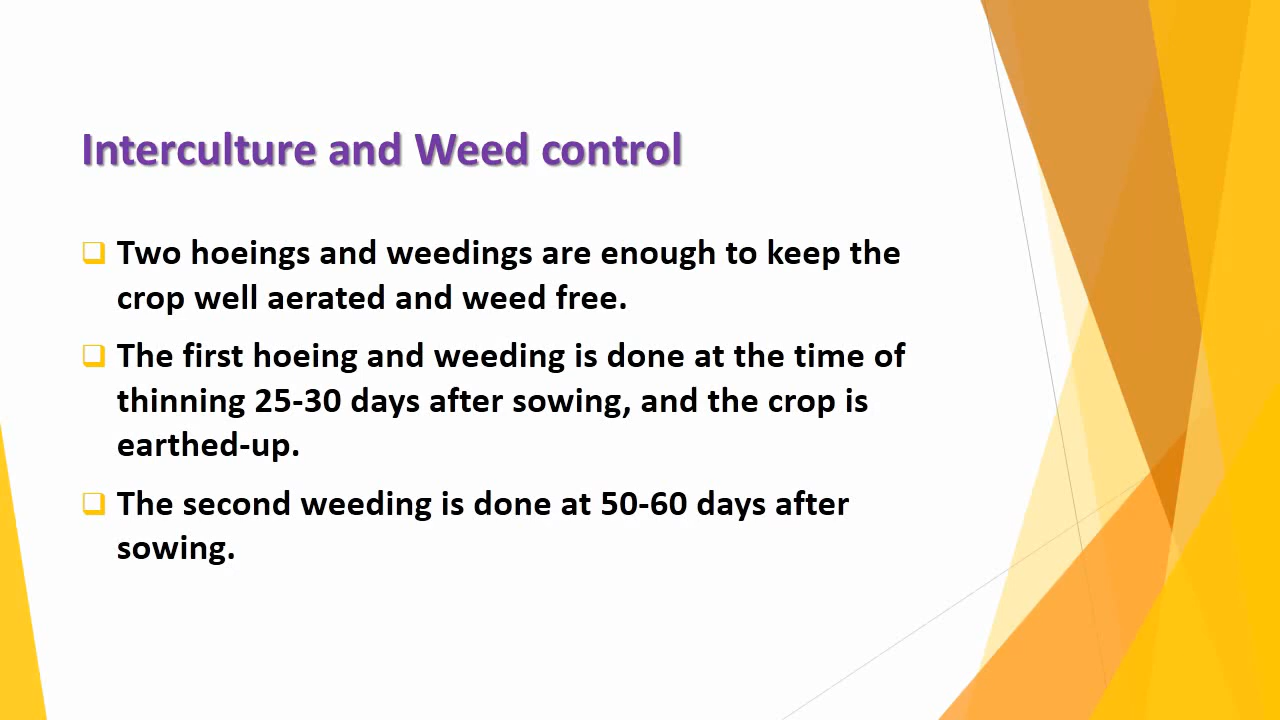 Interculture and Weed control
Two hoeings and weedings are enough to keep the
crop well aerated and weed free.
The first hoeing and weeding is done at the time of
thinning 25-30 days after sowing, and the crop is
earthed-up.
The second weeding is done at 50-60 days after
sowing.